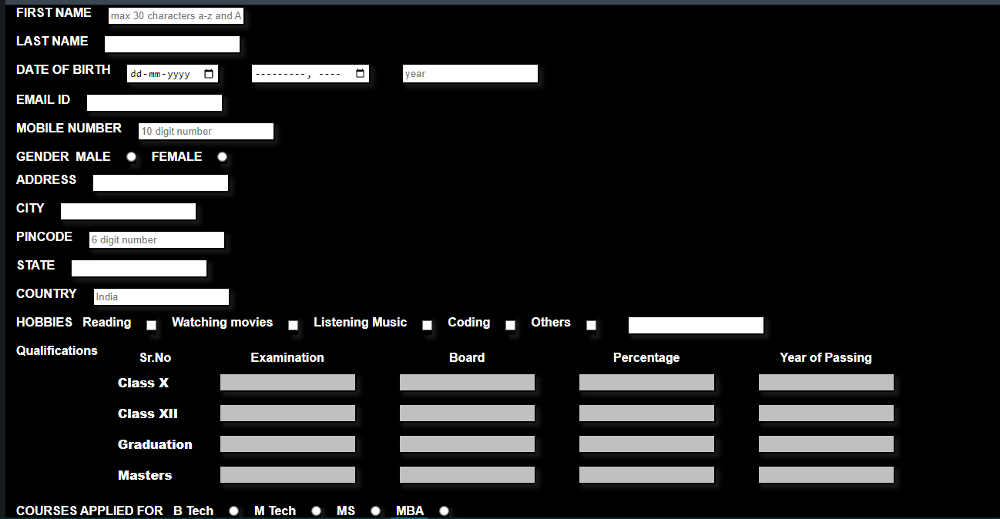 FIRST NAME max 30 characters a-z and A
LAST NAME
DATE OF BIRTH dd-mm-yyyy ---------, ---- year
EMAIL ID
MOBILE NUMBER 10 digit number
GENDER MALE FEMALE
ADDRESS
CITY
PINCODE 6 digit number
STATE
COUNTRY India
HOBBIES Reading Watching movies Listening Music Coding Others
Qualifications Sr.No Examination Board Percentage Year of Passing
Class X
Class XII
Graduation
Masters
COURSES APPLIED FOR B Tech M Tech MS MBA